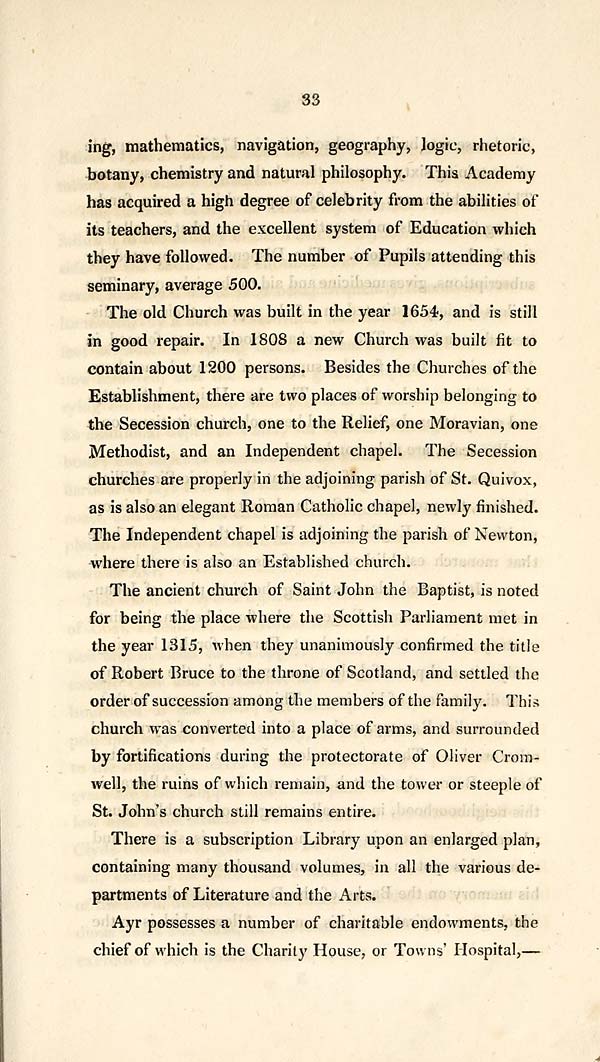 33
ing, mathematics, navigation, geography, logic, rhetoric,
botany, chemistry and natural philosophy. This Academy
has acquired a high degree of celebrity from the abilities of
its teachers, and the excellent system of Education which
they have followed. The number of Pupils attending this
seminary, average 500.
The old Church was built in the year 1654, and is still
in good repair. In 1808 a new Church was built fit to
contain about 1200 persons. Besides the Churches of the
Establishment, there are two places of worship belonging to
the Secession church, one to the Relief, one Moravian, one
Methodist, and an Independent chapel. The Secession
churches are properly in the adjoining parish of St. Quivox,
as is also an elegant Roman Catholic chapel, newly finished.
The Independent chapel is adjoining the parish of Newton,
where there is also an Established church.
The ancient church of Saint John the Baptist, is noted
for being the place where the Scottish Parliament met in
the year 1315, when they unanimously confirmed the title
of Robert Bruce to the throne of Scotland, and settled the
order of succession among the members of the family. This
church was converted into a place of arms, and surrounded
by fortifications during the protectorate of Oliver Crom-
well, the ruins of which remain, and the tower or steeple of
St. John's church still remains entire.
There is a subscription Library upon an enlarged plan,
containing many thousand volumes, in all the various de-
partments of Literature and the Arts.
Ayr possesses a number of charitable endowments, the
chief of which is the Charity House, or Towns' Hospital,—